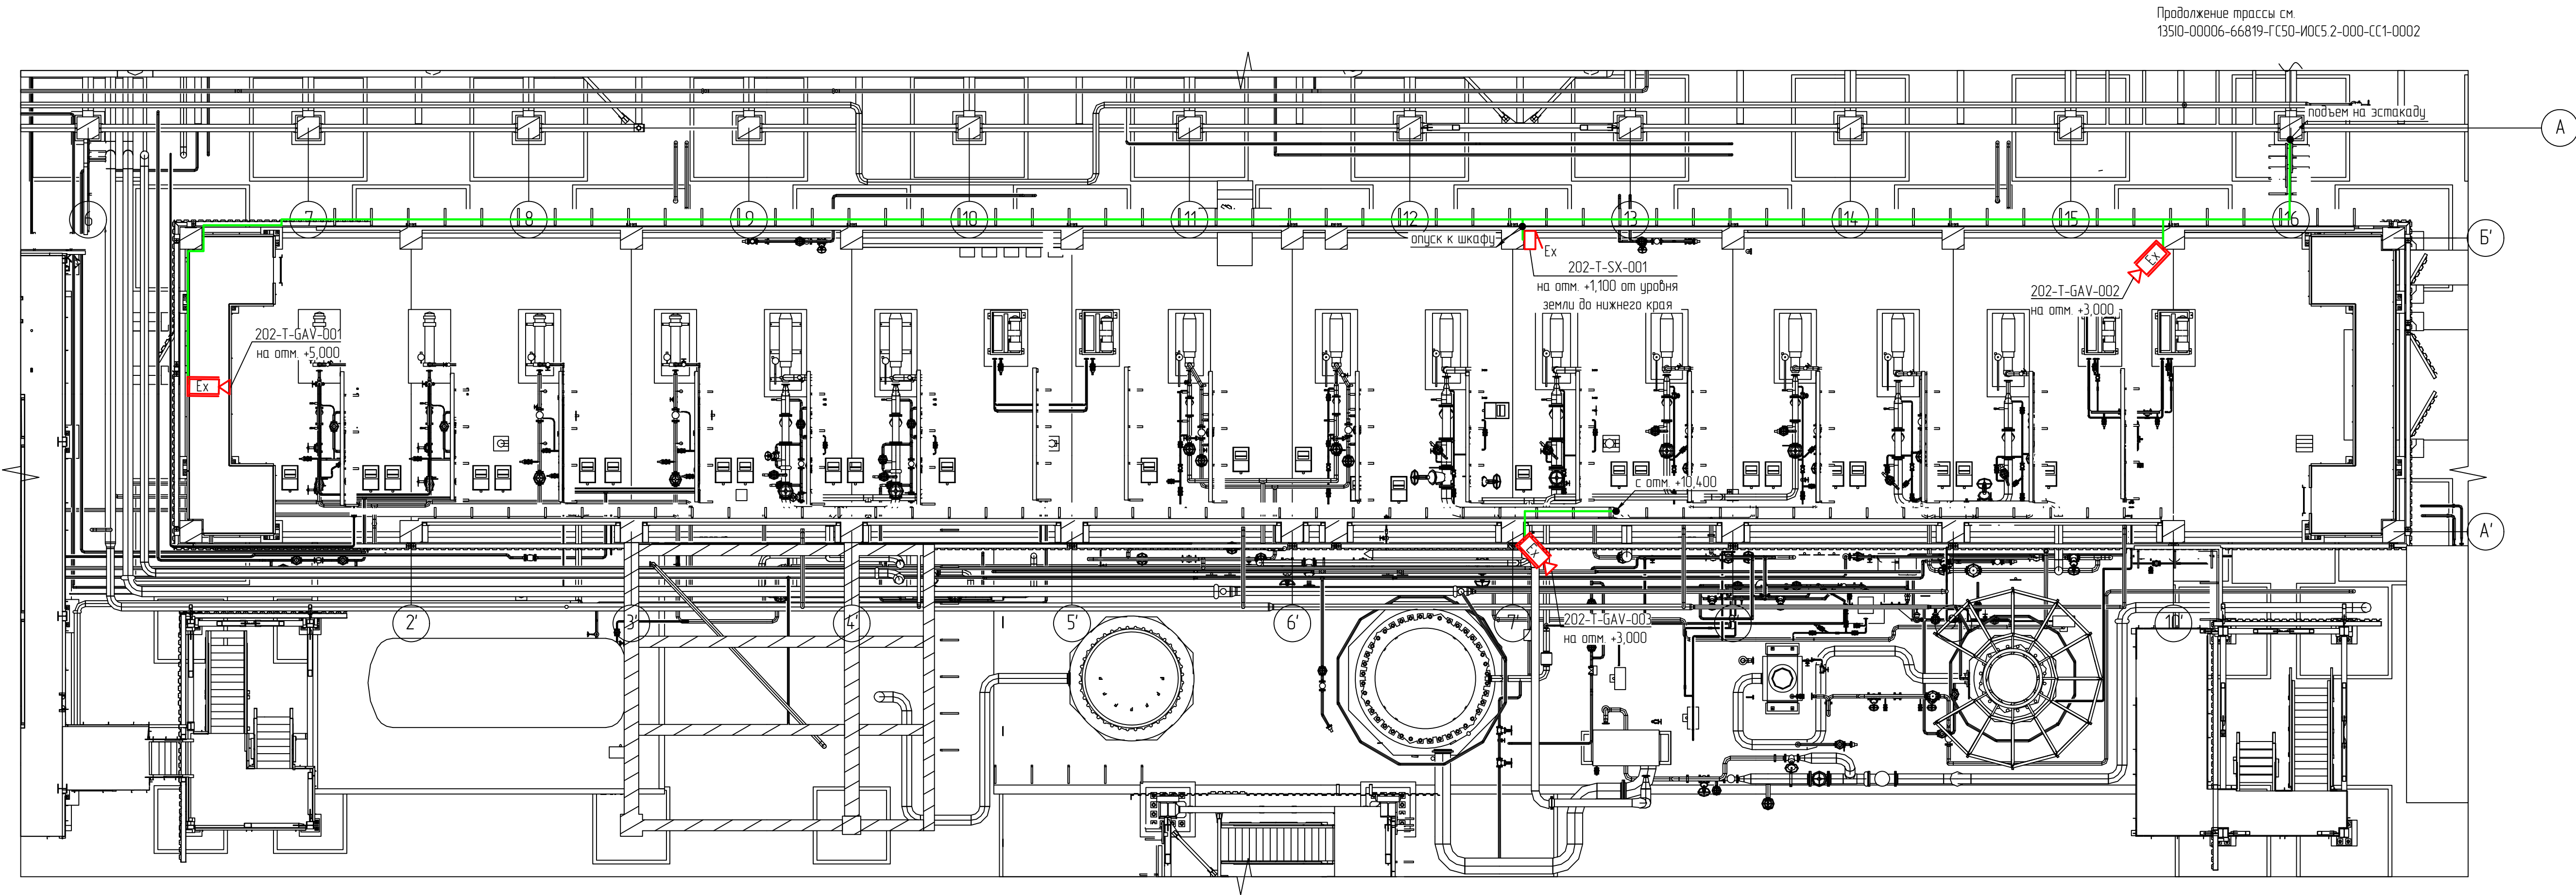 Продолжение трассы см.
13510-00006-66819-ГС50-ИОС5.2-000-СС1-0002
подъем на эстакаду
А
6
7
8
9
10
11
12
13
14
15
16
опуск к шкафу
Ex
Б'
202-T-SX-001
на отм. +1,100 от уровня
земли до нижнего края
Ex
202-T-GAV-002
на отм. +3,000
202-T-GAV-001
на отм. +5,000
Ex
с отм. +10,400
А'
Ex
2'
3'
4'
5'
6'
7'
10'
202-T-GAV-003
на отм. +3,000